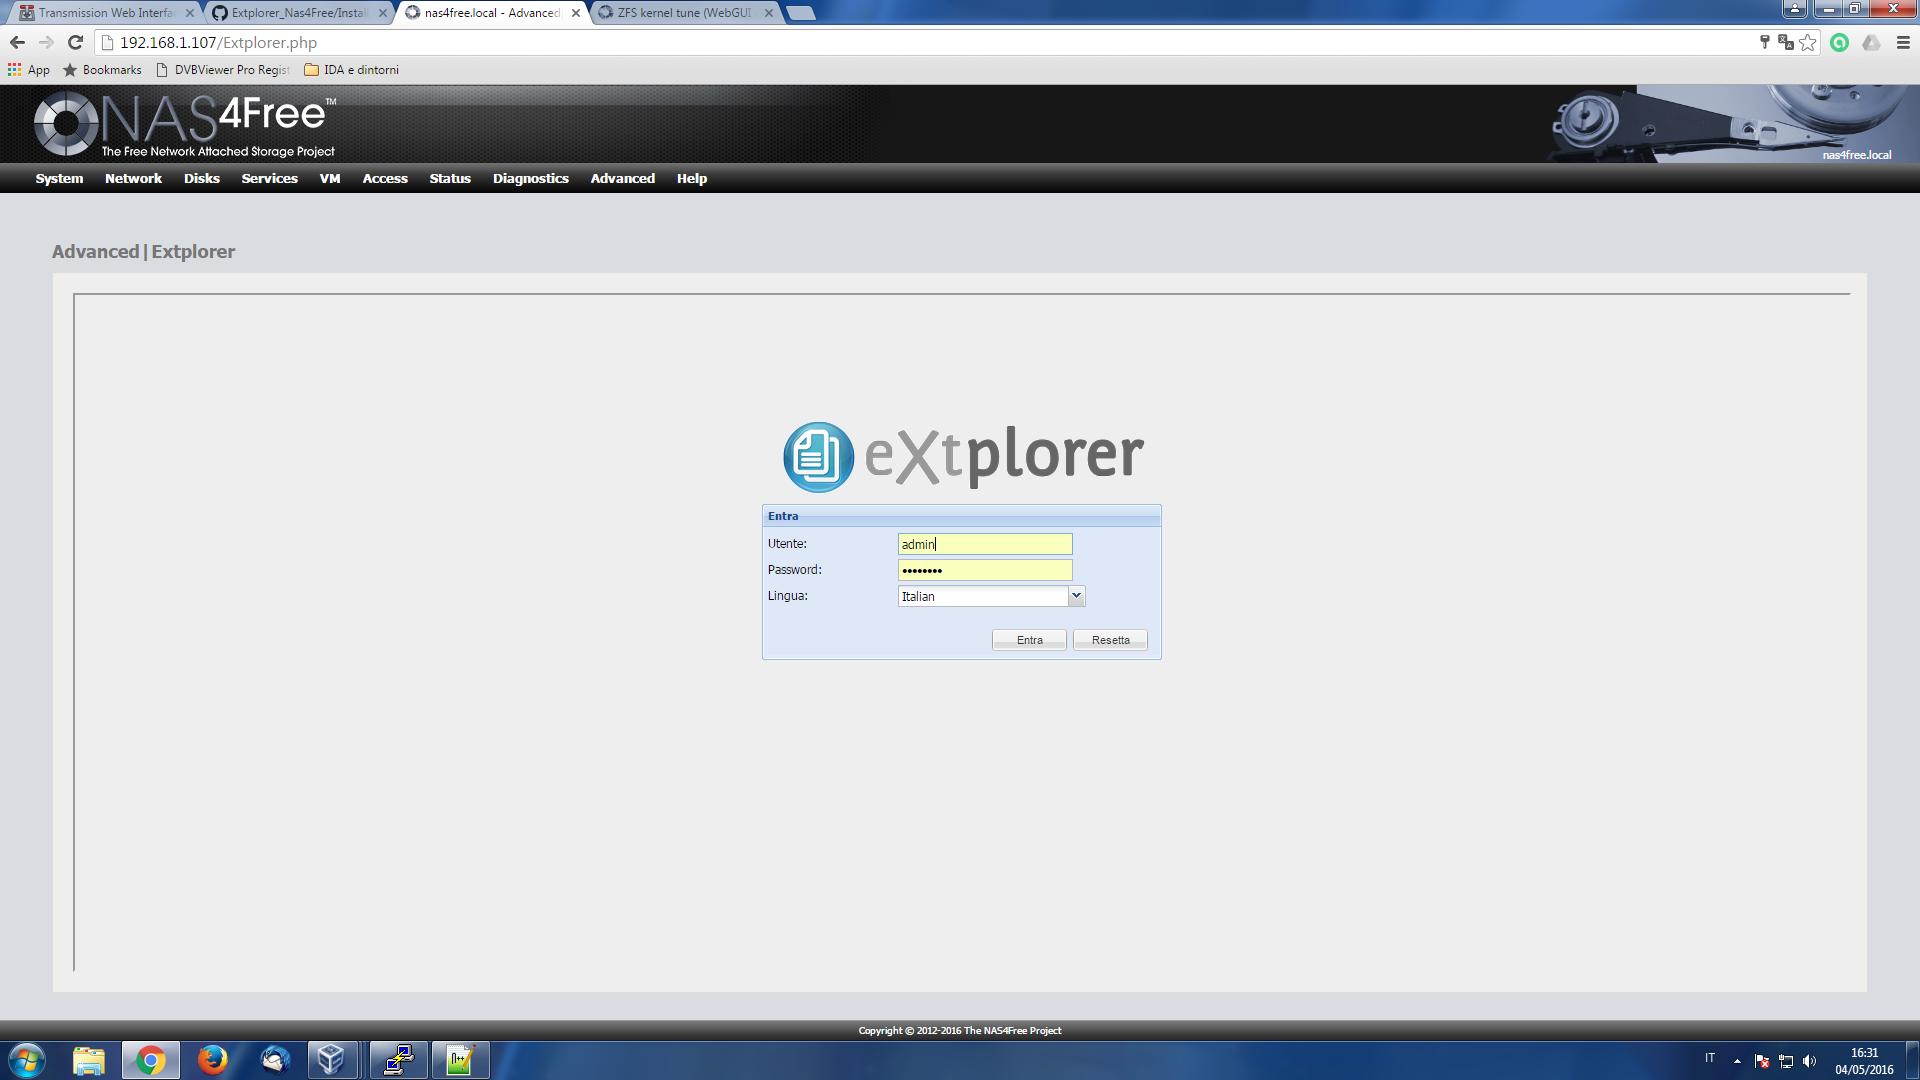 Transmission Web Interfa
Extplorer_Nas4Free/Install
nas4free.local - Advanced|
ZFS kernel tune (WebGUI
192.168.1.107/Extplorer.php
App
Bookmarks
DVBViewer Pro Regist
IDA e dintorni
NAS4Free™
The Free Network Attached Storage Project
nas4free.local
System Network Disks Services VM Access Status Diagnostics Advanced Help
Advanced|Extplorer
eXtplorer
Entra
Utente: admin
Password: ••••••••
Lingua: Italian
Entra Resetta
Copyright © 2012-2016 The NAS4Free Project
N++
IT
16:31
04/05/2016